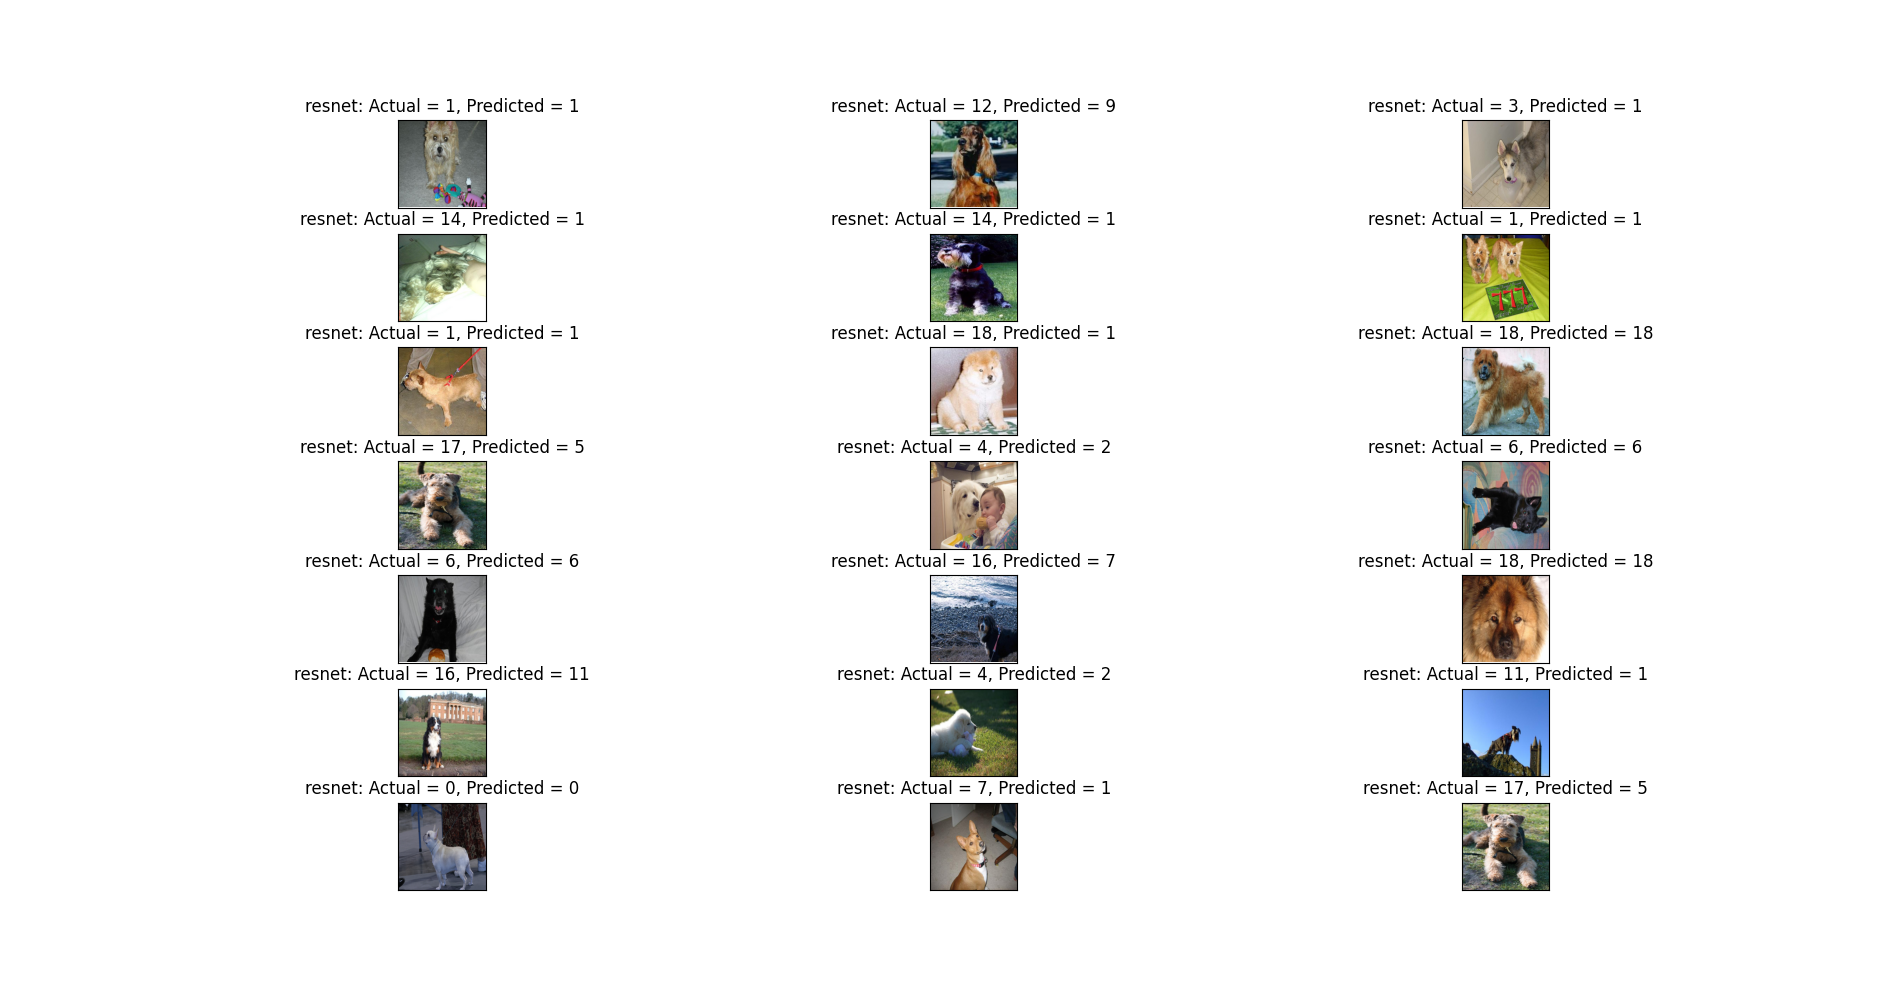 resnet: Actual = 1, Predicted = 1
resnet: Actual = 12, Predicted = 9
resnet: Actual = 3, Predicted = 1
resnet: Actual = 14, Predicted = 1
resnet: Actual = 14, Predicted = 1
resnet: Actual = 1, Predicted = 1
777
resnet: Actual = 1, Predicted = 1
resnet: Actual = 18, Predicted = 1
resnet: Actual = 18, Predicted = 18
resnet: Actual = 17, Predicted = 5
resnet: Actual = 4, Predicted = 2
resnet: Actual = 6, Predicted = 6
resnet: Actual = 6, Predicted = 6
resnet: Actual = 16, Predicted = 7
resnet: Actual = 18, Predicted = 18
resnet: Actual = 16, Predicted = 11
resnet: Actual = 4, Predicted = 2
resnet: Actual = 11, Predicted = 1
resnet: Actual = 0, Predicted = 0
resnet: Actual = 7, Predicted = 1
resnet: Actual = 17, Predicted = 5